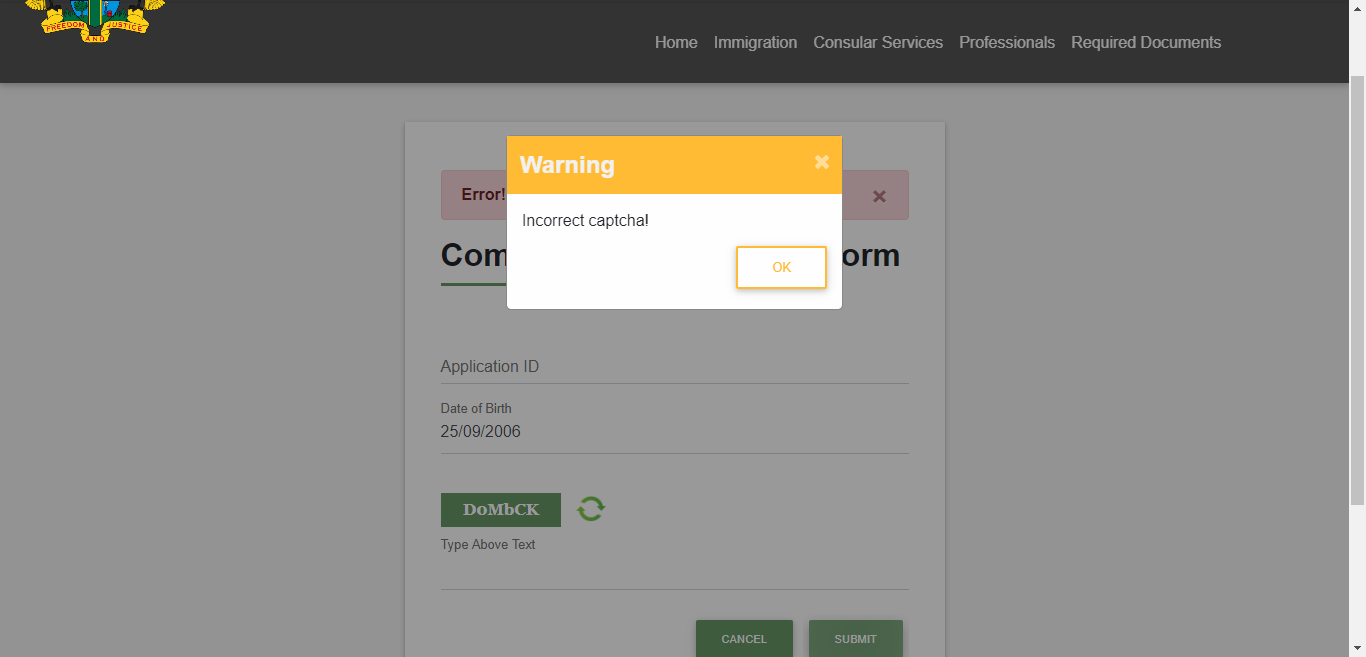 FREEDOM AND JUSTICE
Home Immigration Consular Services Professionals Required Documents
Warning
Error!
Incorrect captcha!
Com
orm
OK
Application ID
Date of Birth
25/09/2006
DoMbCK
Type Above Text
CANCEL SUBMIT